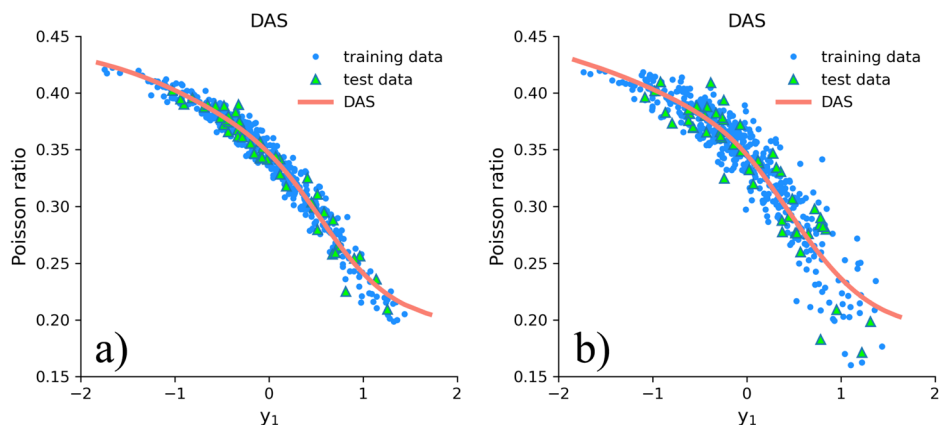 DAS
0.45
0.40
0.35
0.30
0.25
0.20
0.15
Poisson ratio
training data
test data
DAS
a)
−2
−1
0
1
2
y1
DAS
0.45
0.40
0.35
0.30
0.25
0.20
0.15
Poisson ratio
training data
test data
DAS
b)
−2
−1
0
1
2
y1